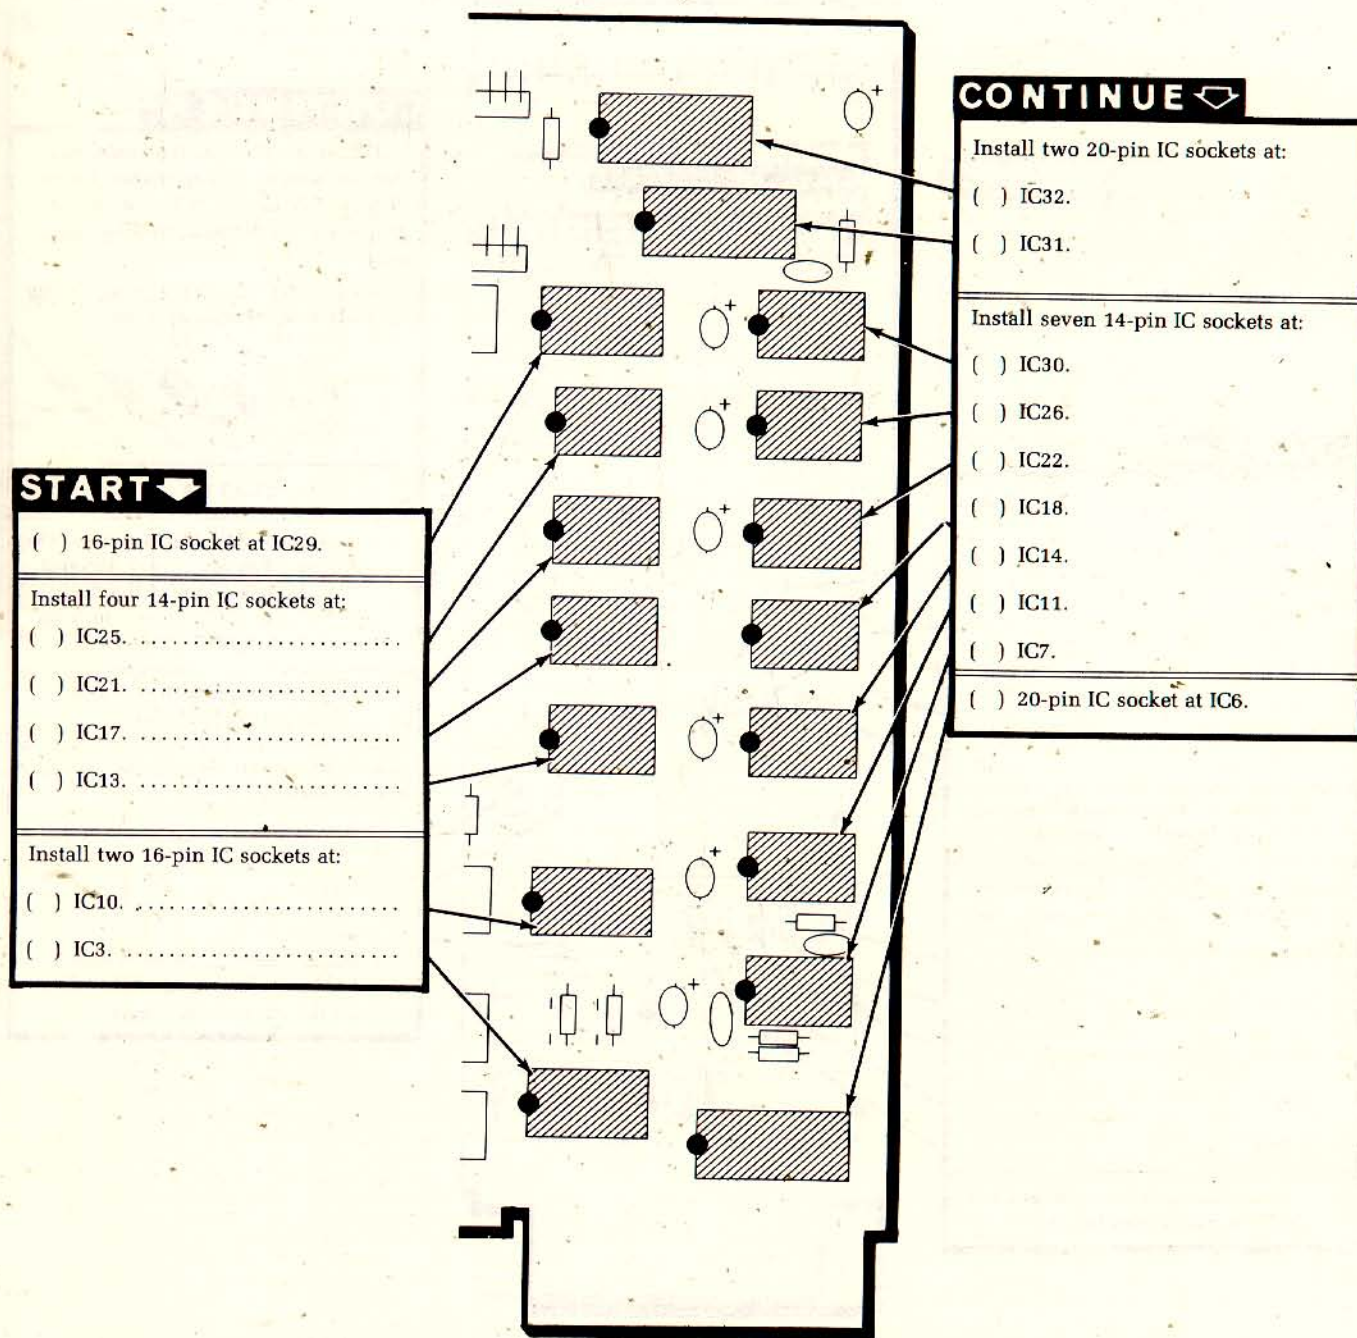 START
( ) 16-pin IC socket at IC29.
Install four 14-pin IC sockets at:
( ) IC25. ........................
( ) IC21. ........................
( ) IC17. ........................
( ) IC13. ........................
Install two 16-pin IC sockets at:
( ) IC10. ........................
( ) IC3. ........................
CONTINUE
Install two 20-pin IC sockets at:
( ) IC32.
( ) IC31.
Install seven 14-pin IC sockets at:
( ) IC30.
( ) IC26.
( ) IC22.
( ) IC18.
( ) IC14.
( ) IC11.
( ) IC7.
( ) 20-pin IC socket at IC6.
+
+
+
+
+
+
+